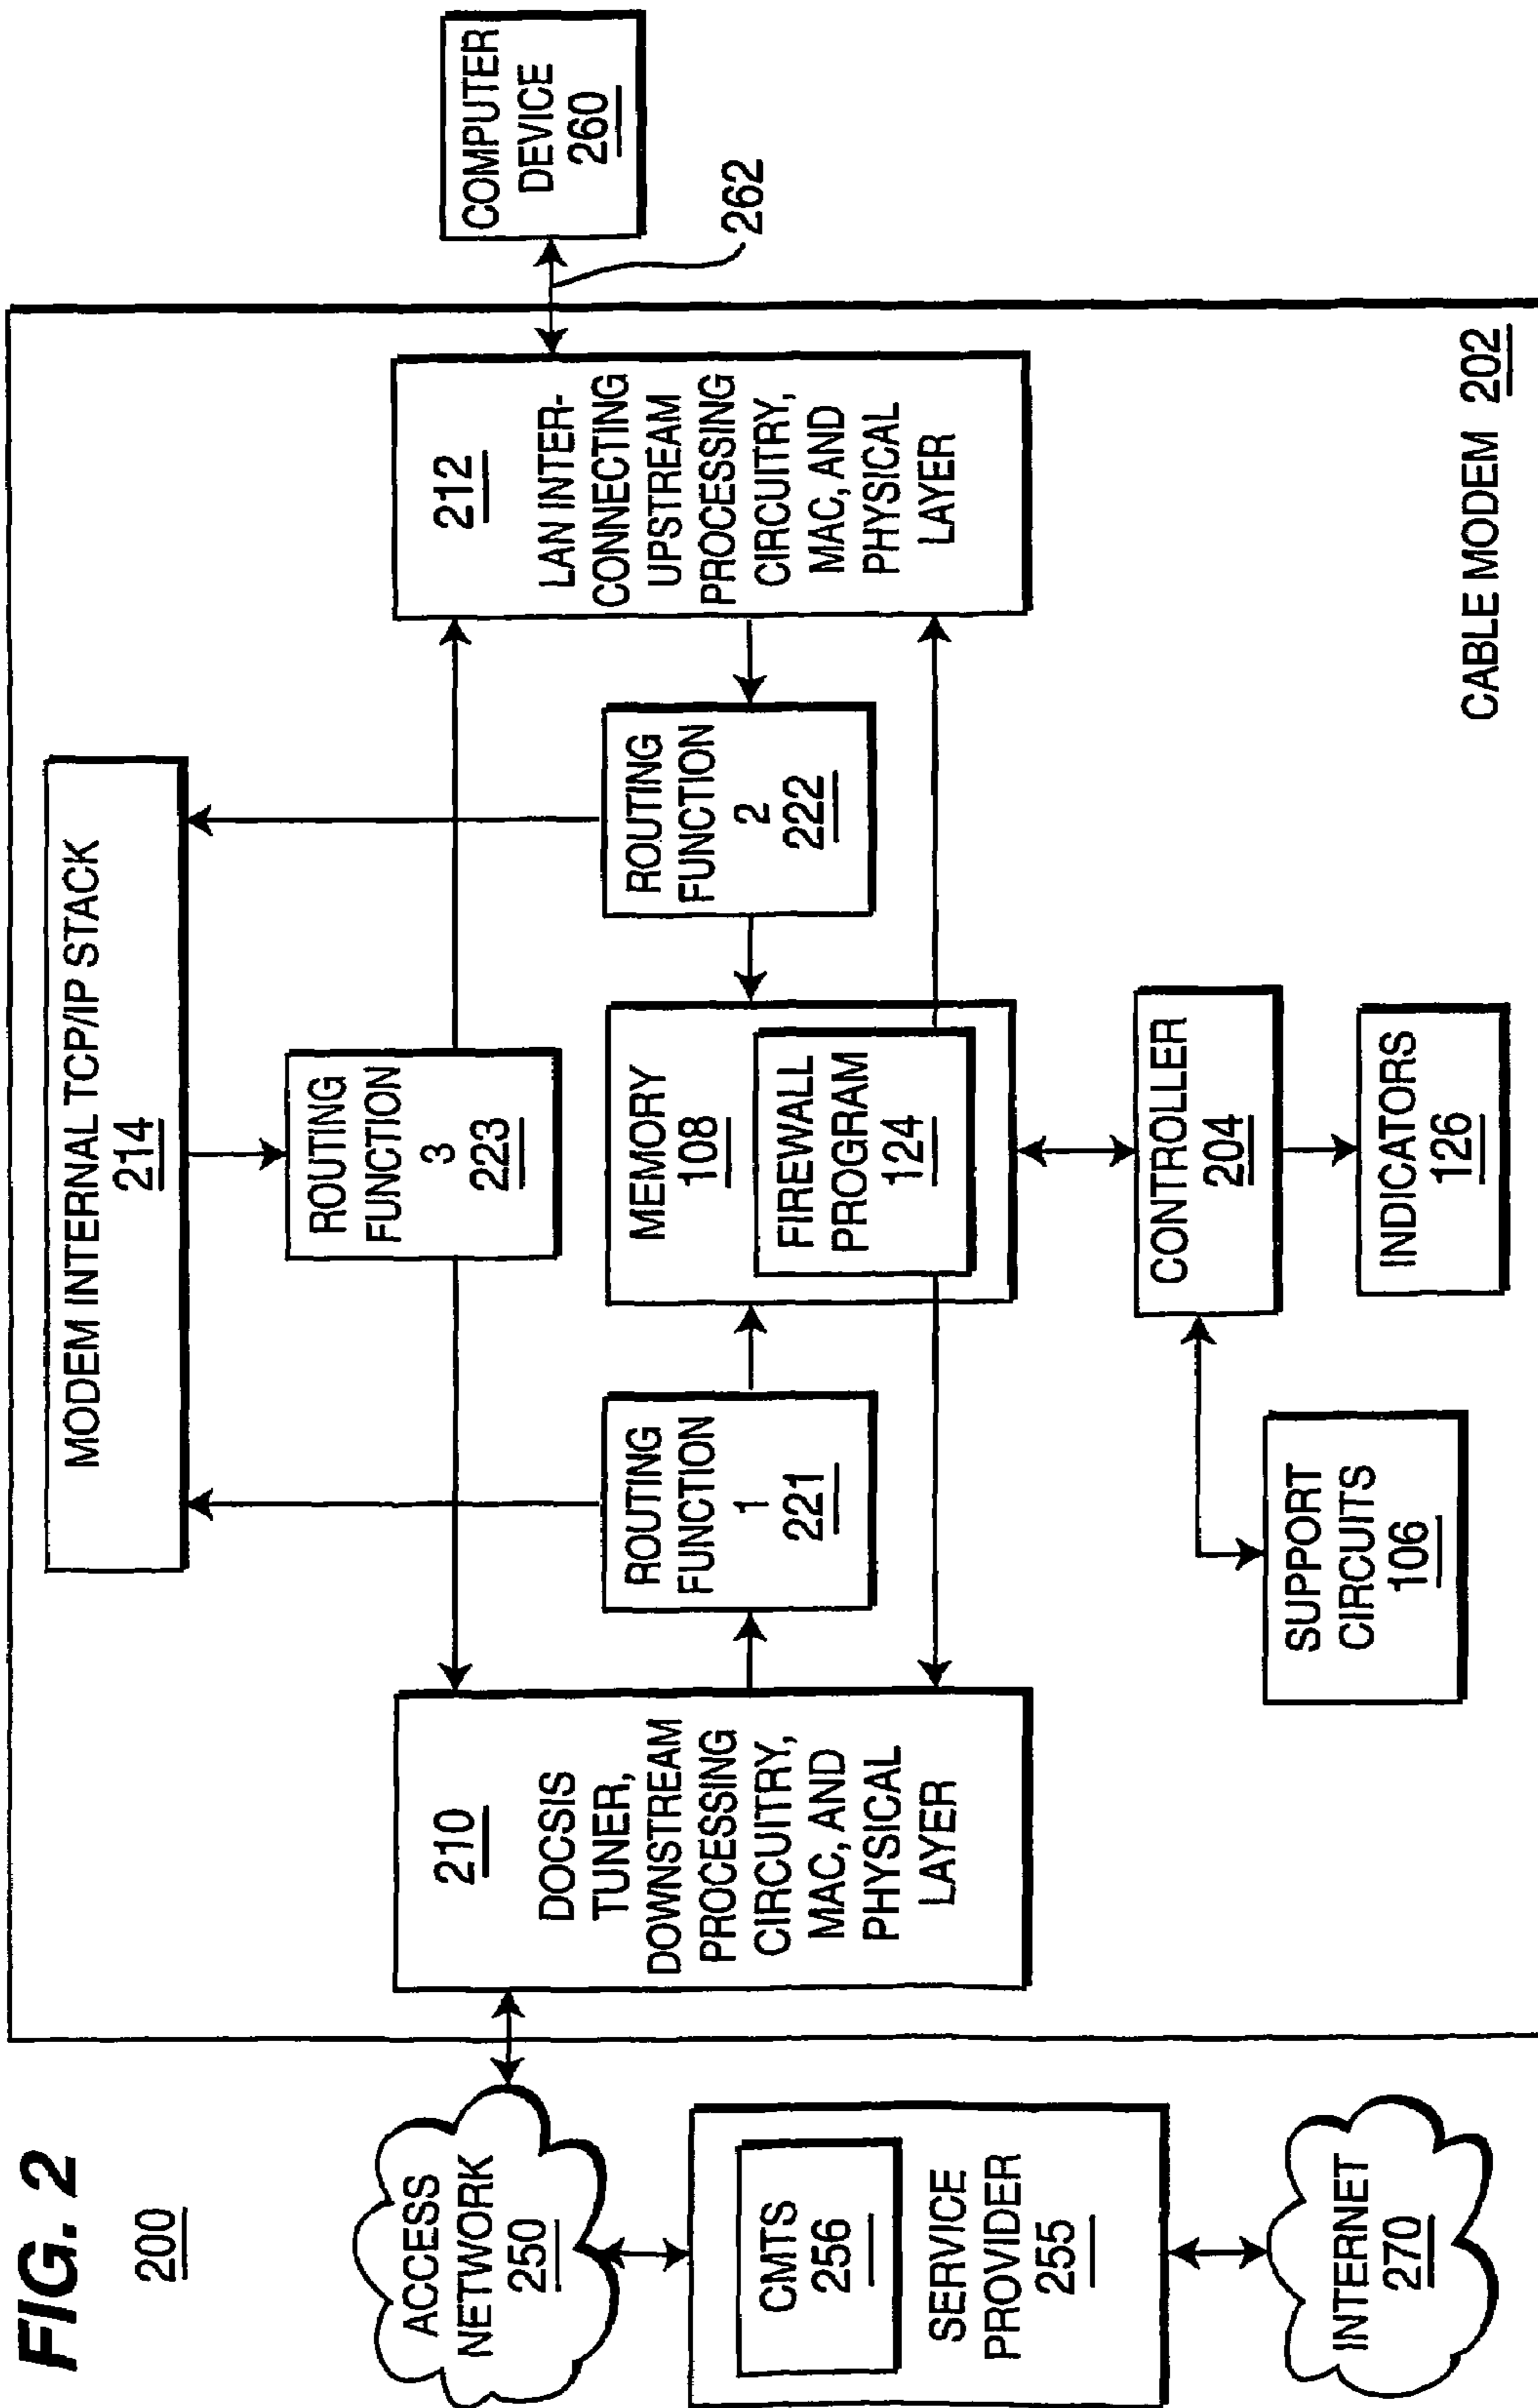 FIG. 2
200
ACCESS
NETWORK
250
CMTS
256
SERVICE
PROVIDER
255
INTERNET
270
MODEM INTERNAL TCP/IP STACK
214
210
DOCSIS
TUNER,
DOWNSTREAM
PROCESSING
CIRCUITRY,
MAC, AND
PHYSICAL
LAYER
ROUTING
FUNCTION
1
221
ROUTING
FUNCTION
3
223
MEMORY
108
FIREWALL
PROGRAM
124
ROUTING
FUNCTION
2
222
212
LAN INTER-
CONNECTING
UPSTREAM
PROCESSING
CIRCUITRY,
MAC, AND
PHYSICAL
LAYER
SUPPORT
CIRCUITS
106
CONTROLLER
204
INDICATORS
126
CABLE MODEM 202
COMPUTER
DEVICE
260
262